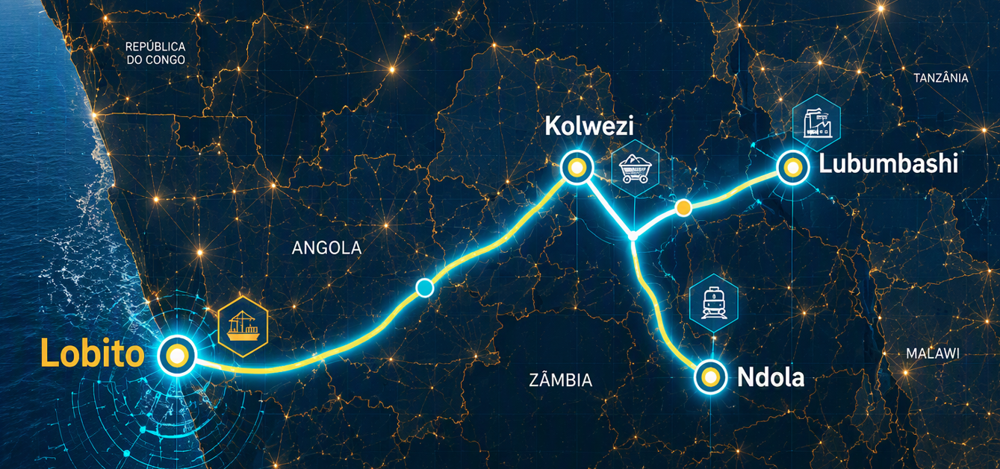 REPÚBLICA
DO CONGO
TANZÂNIA
Kolwezi
Lubumbashi
ANGOLA
Lobito
MALAWI
ZÂMBIA
Ndola